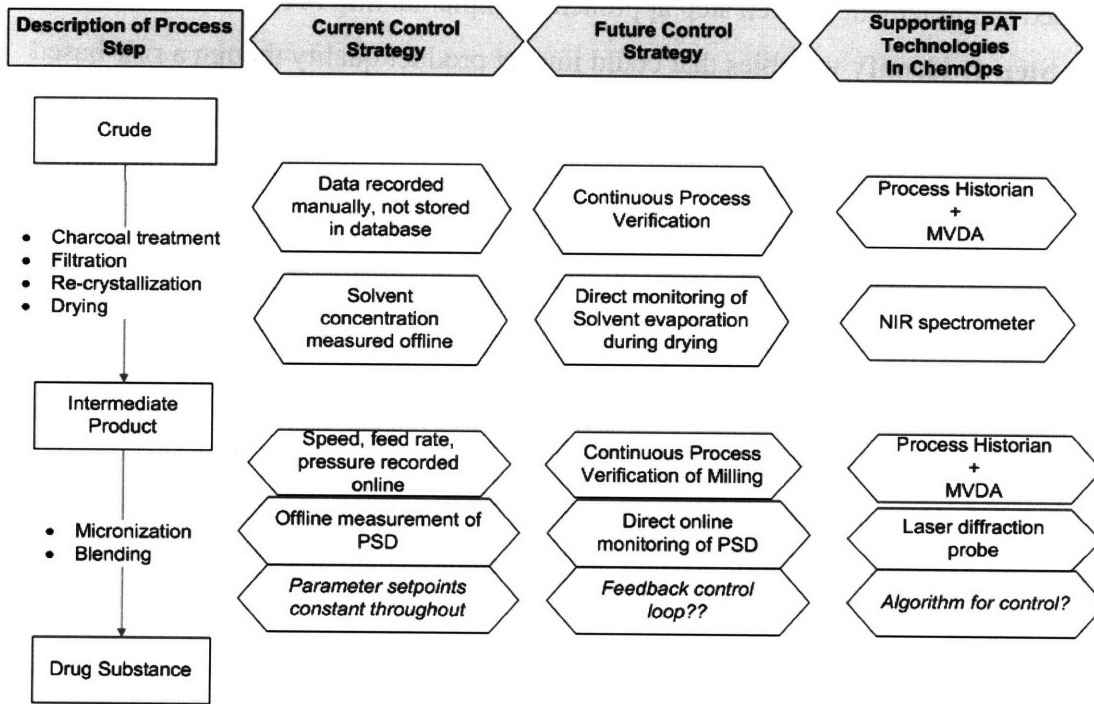 Description of Process
Step
Current Control
Strategy
Future Control
Strategy
Supporting PAT
Technologies
In ChemOps
Crude
• Charcoal treatment
• Filtration
• Re-crystallization
• Drying
Data recorded
manually, not stored
in database
Continuous Process
Verification
Process Historian
+
MVDA
Solvent
concentration
measured offline
Direct monitoring of
Solvent evaporation
during drying
NIR spectrometer
Intermediate
Product
• Micronization
• Blending
Speed, feed rate,
pressure recorded
online
Continuous Process
Verification of Milling
Process Historian
+
MVDA
Offline measurement of
PSD
Direct online
monitoring of PSD
Laser diffraction
probe
Parameter setpoints
constant throughout
Feedback control
loop??
Algorithm for control?
Drug Substance